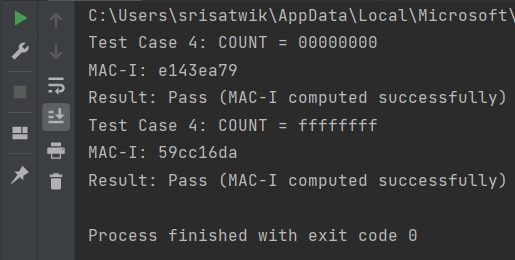 C:\Users\srisatwik\AppData\Local\Microsoft\
Test Case 4: COUNT = 00000000
MAC-I: e143ea79
Result: Pass (MAC-I computed successfully)
Test Case 4: COUNT = ffffffff
MAC-I: 59cc16da
Result: Pass (MAC-I computed successfully)
Process finished with exit code 0